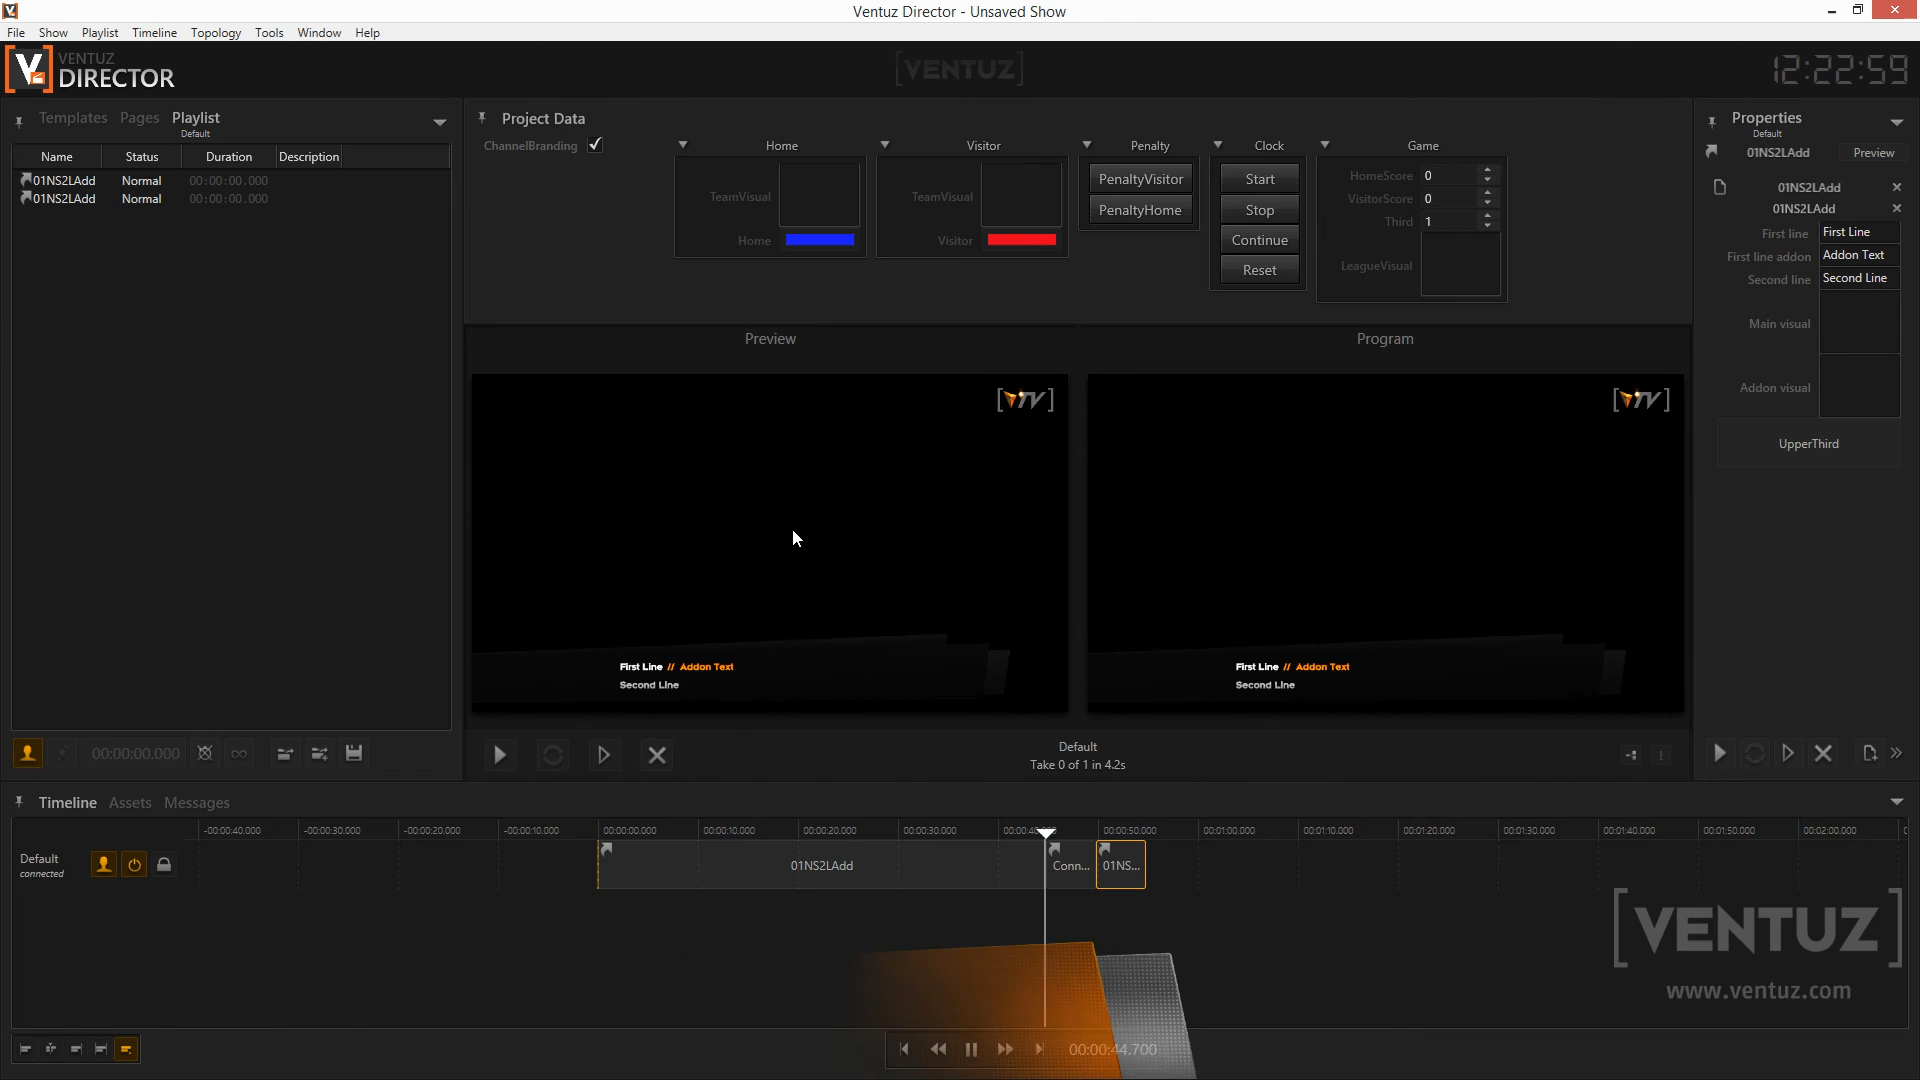 Ventuz Director - Unsaved Show
File Show Playlist Timeline Topology Tools Window Help
VENTUZ
DIRECTOR
[VENTUZ]
12:22:59
Templates Pages Playlist
Default
Name Status Duration Description
01NS2LAdd Normal 00:00:00.000
01NS2LAdd Normal 00:00:00.000
00:00:00.000
Project Data
ChannelBranding
Home
TeamVisual
Home
Visitor
TeamVisual
Visitor
Penalty
PenaltyVisitor
PenaltyHome
Clock
Start
Stop
Continue
Reset
Game
HomeScore 0
VisitorScore 0
Third 1
LeagueVisual
Preview
[VTV]
First Line // Addon Text
Second Line
Program
[VTV]
First Line // Addon Text
Second Line
Default
Take 0 of 1 in 4.2s
Properties
Default
01NS2LAdd Preview
01NS2LAdd
01NS2LAdd
First line First Line
First line addon Addon Text
Second line Second Line
Main visual
Addon visual
UpperThird
Timeline Assets Messages
-00:00:40.000 -00:00:30.000 -00:00:20.000 -00:00:10.000 00:00:00.000 00:00:10.000 00:00:20.000 00:00:30.000 00:00:50.000 00:01:00.000 00:01:10.000 00:01:20.000 00:01:30.000 00:01:40.000 00:01:50.000 00:02:00.000
Default
connected
01NS2LAdd Conn... 01NS...
[VENTUZ]
www.ventuz.com
00:00:44.700